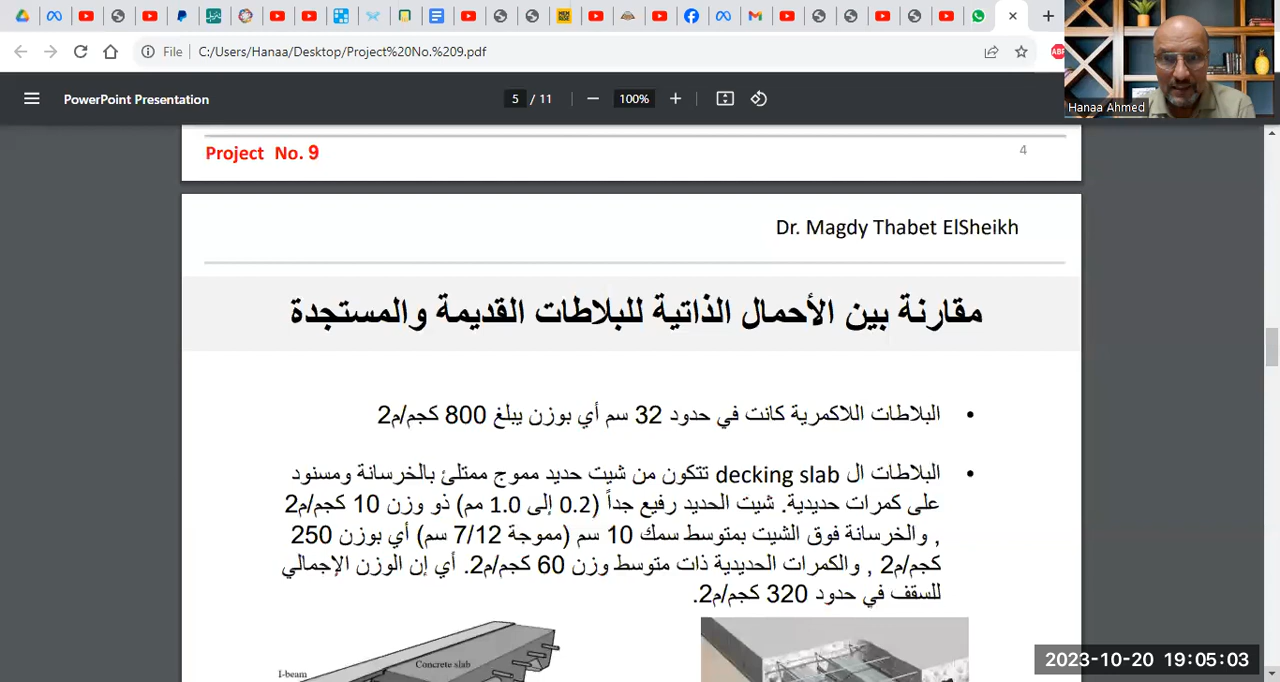 File C:/Users/Hanaa/Desktop/Project%20No.%209.pdf
ABP
Hanaa Ahmed
PowerPoint Presentation
5 / 11
100%
Project No. 9
4
Dr. Magdy Thabet ElSheikh
مقارنة بين الأحمال الذاتية للبلاطات القديمة والمستجدة
• البلاطات اللاكمرية كانت في حدود 32 سم أي بوزن يبلغ 800 كجم/م2
• البلاطات ال decking slab تتكون من شيت حديد مموج ممتلئ بالخرسانة ومسنود
على كمرات حديدية. شيت الحديد رفيع جداً (0.2 إلى 1.0 مم) ذو وزن 10 كجم/م2
, والخرسانة فوق الشيت بمتوسط سمك 10 سم (مموجة 7/12 سم) أي بوزن 250
كجم/م2 , والكمرات الحديدية ذات متوسط وزن 60 كجم/م2. أي إن الوزن الإجمالي
للسقف في حدود 320 كجم/م2.
Concrete slab
I-beam
2023-10-20 19:05:03